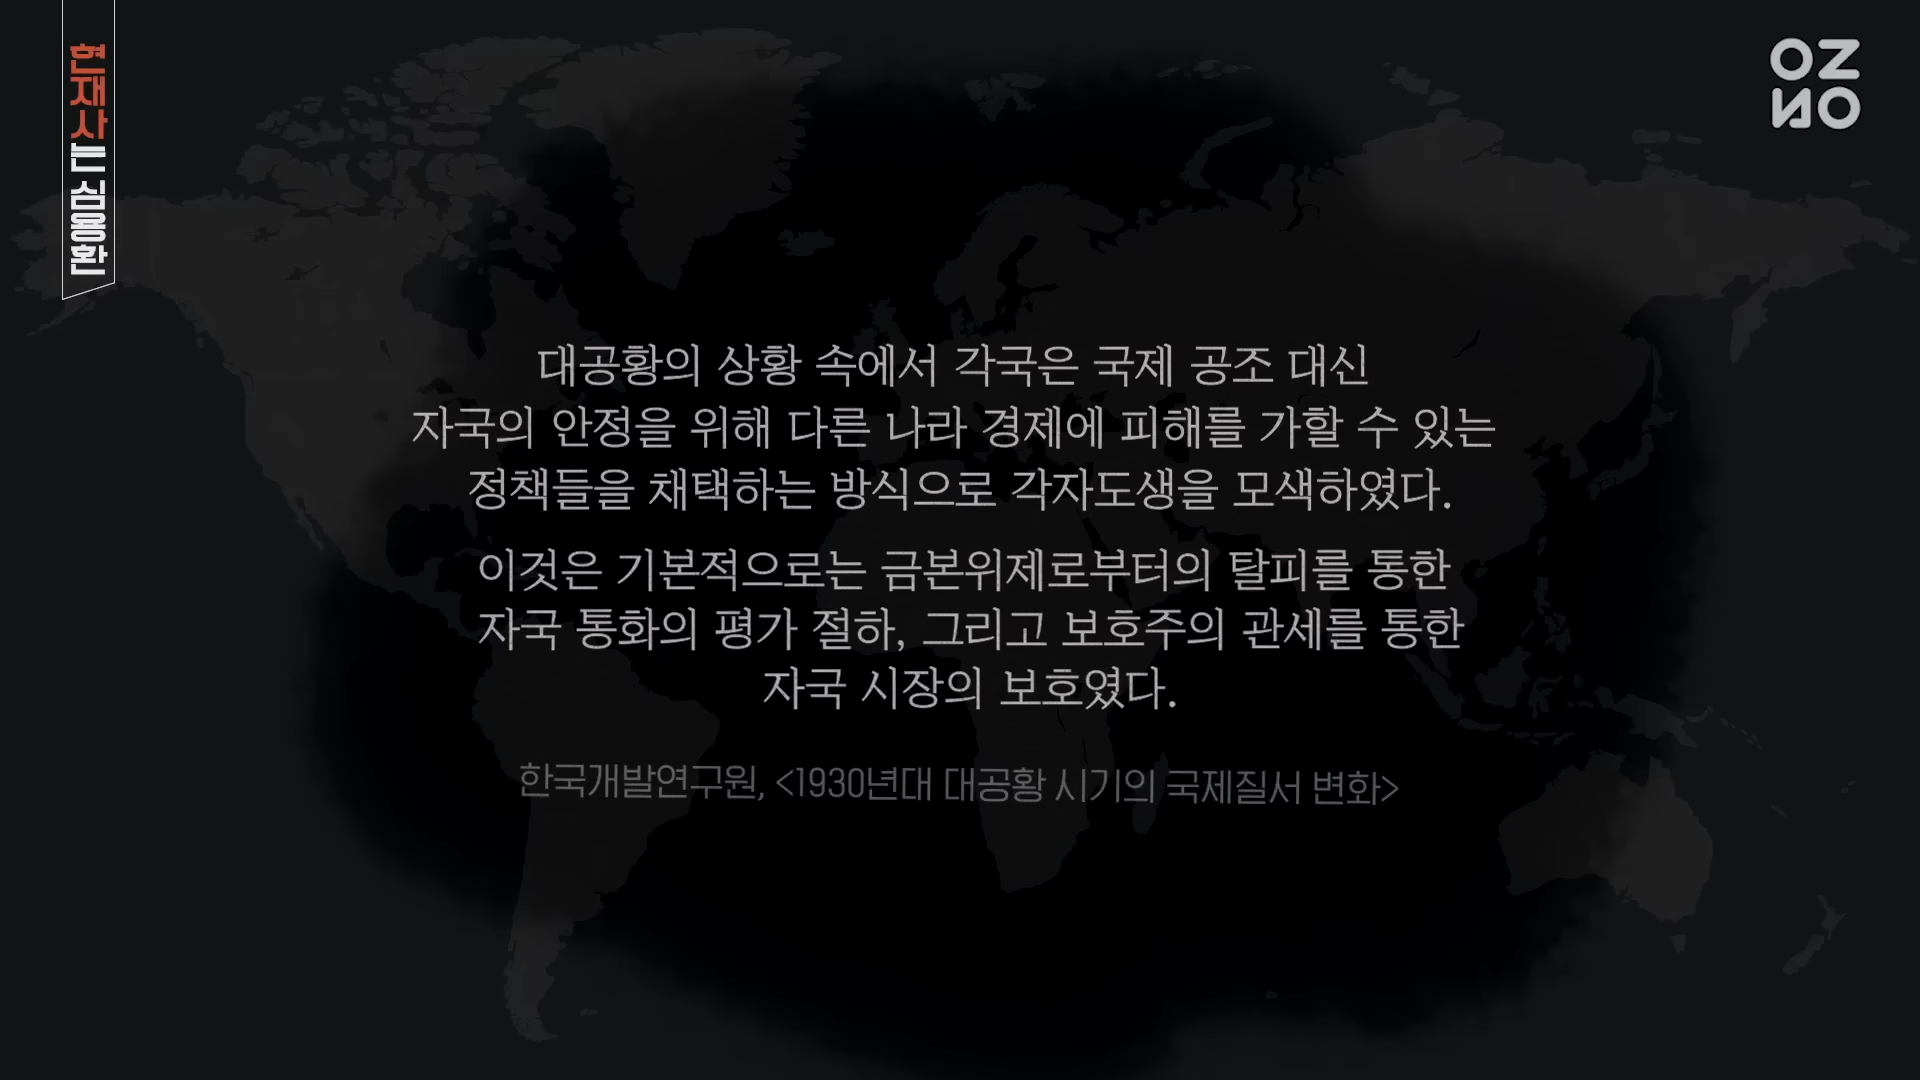 현재사는 심용환
OZ
NO
대공황의 상황 속에서 각국은 국제 공조 대신
자국의 안정을 위해 다른 나라 경제에 피해를 가할 수 있는
정책들을 채택하는 방식으로 각자도생을 모색하였다.
이것은 기본적으로는 금본위제로부터의 탈피를 통한
자국 통화의 평가 절하, 그리고 보호주의 관세를 통한
자국 시장의 보호였다.
한국개발연구원, <1930년대 대공황 시기의 국제질서 변화>